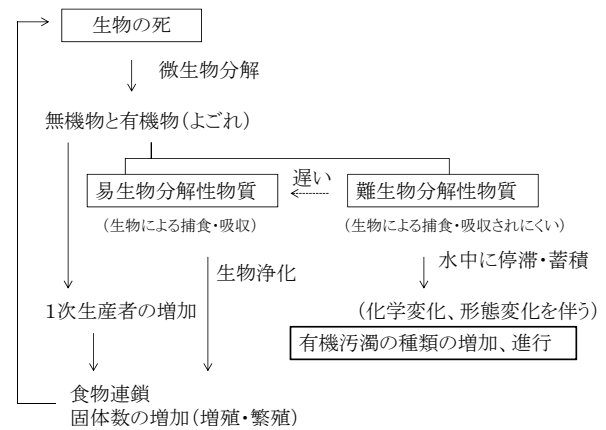 生物の死
微生物分解
無機物と有機物(よごれ)
易生物分解性物質
遅い
難生物分解性物質
(生物による捕食・吸収)
(生物による捕食・吸収されにくい)
生物浄化
水中に停滞・蓄積
1次生産者の増加
(化学変化、形態変化を伴う)
有機汚濁の種類の増加、進行
食物連鎖
固体数の増加(増殖・繁殖)